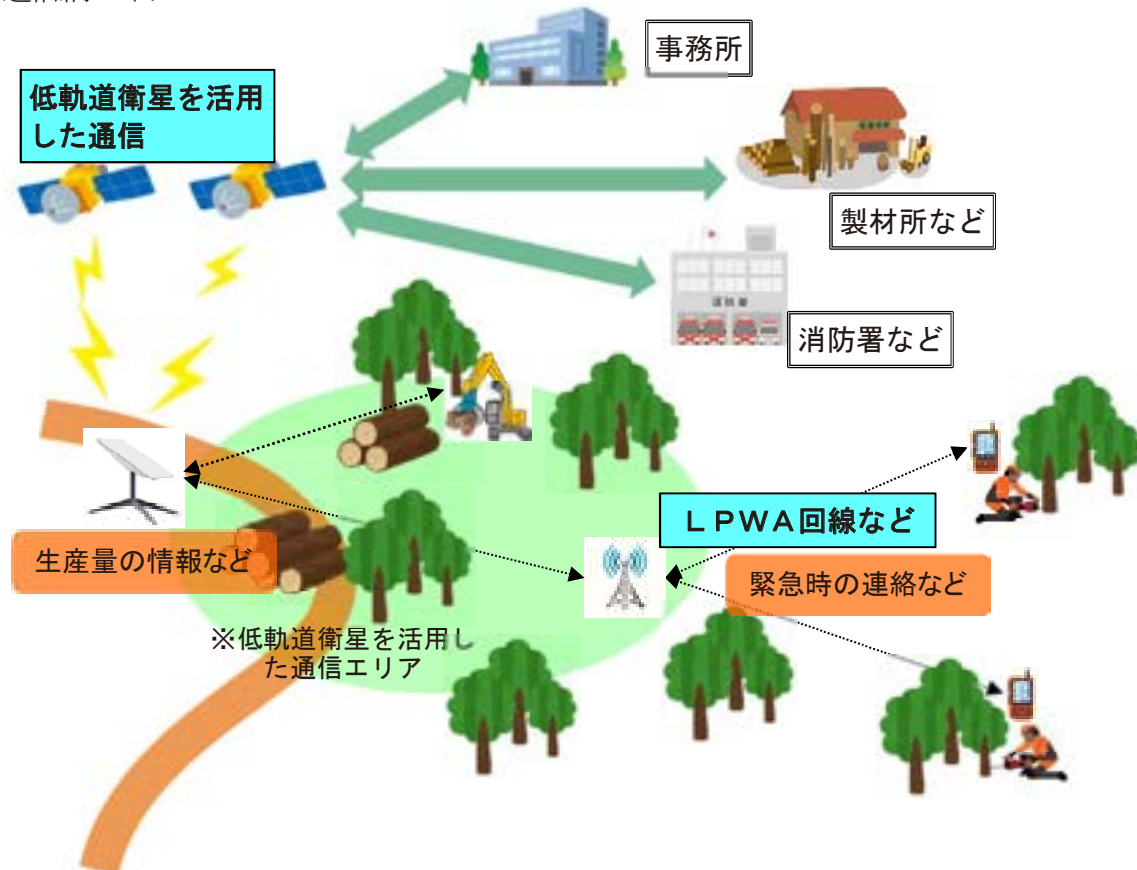 事務所
低軌道衛星を活用
した通信
製材所など
消防署
消防署など
ＬＰＷＡ回線など
生産量の情報など
緊急時の連絡など
※低軌道衛星を活用し
た通信エリア